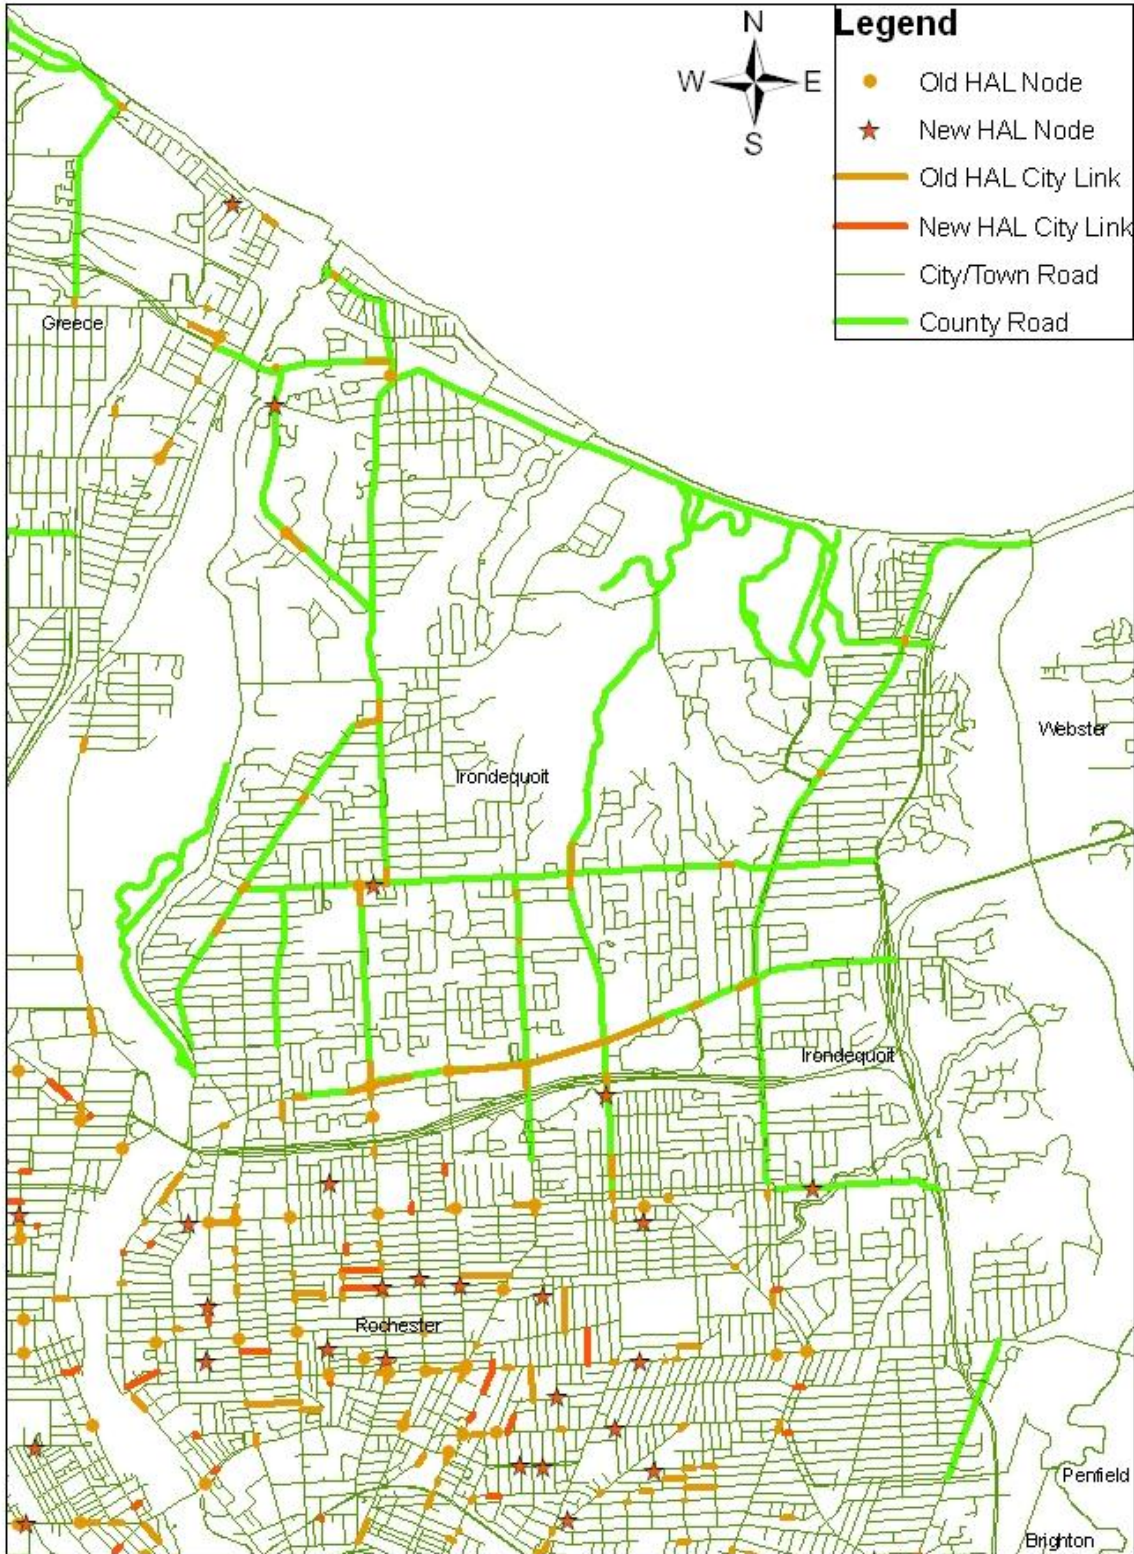 N
W E
S
Legend
Old HAL Node
New HAL Node
Old HAL City Link
New HAL City Link
City/Town Road
County Road
Greece
Webster
Irondequoit
Irondequoit
Rochester
Penfield
Brighton